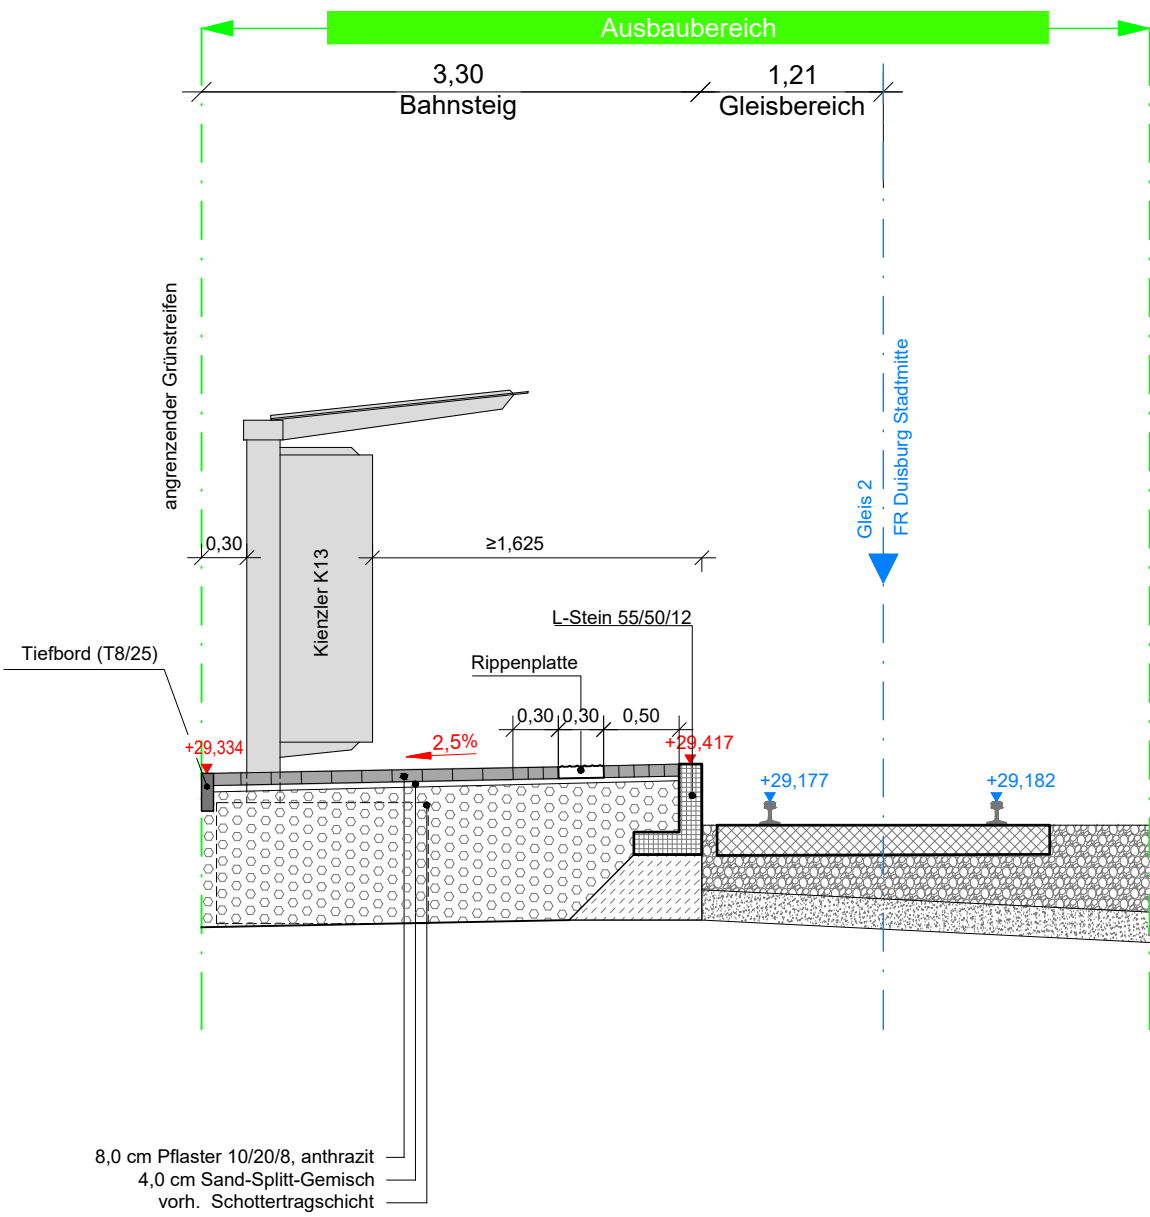 Ausbaubereich
3,30
1,21
Bahnsteig
Gleisbereich
angrenzender Grünstreifen
Gleis 2
FR Duisburg Stadtmitte
0,30
≥1,625
Kienzler K13
L-Stein 55/50/12
Tiefbord (T8/25)
Rippenplatte
0,30
0,30
0,50
+29,334
2,5%
+29,417
+29,177
+29,182
8,0 cm Pflaster 10/20/8, anthrazit
4,0 cm Sand-Splitt-Gemisch
vorh. Schottertragschicht